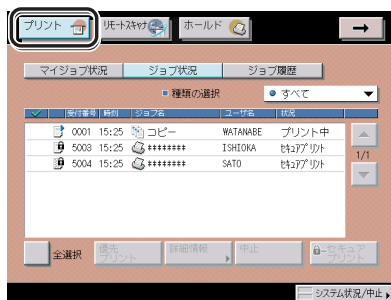 プリント リモートスキャナ ホールド
マイジョブ状況 ジョブ状況 ジョブ履歴
■ 種類の選択 すべて
受付番号 時刻 ジョブ名 ユーザ名 状況
0001 15:25 コピー WATANABE プリント中
5003 15:25 ******** ISHIOKA セキュアプリント
5004 15:25 ******** SATO セキュアプリント
1/1
全選択 優先プリント 詳細情報 中止 セキュアプリント
システム状況/中止